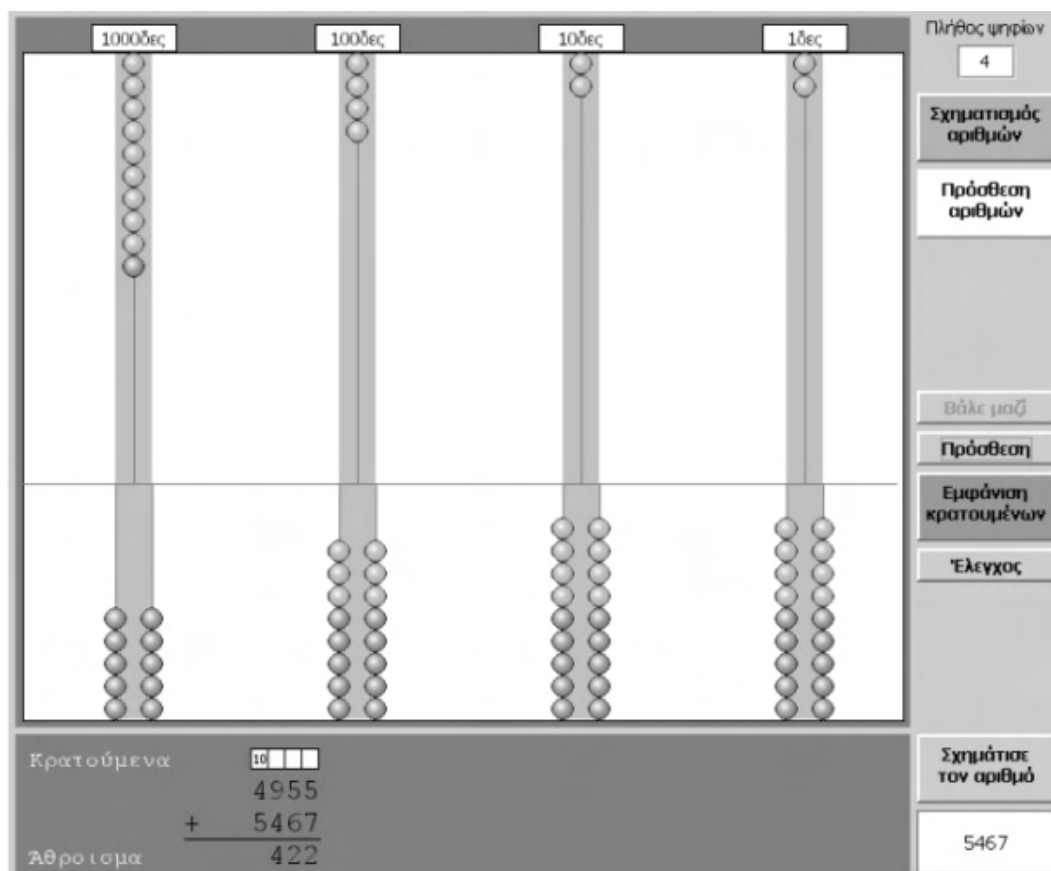 1000δες 100δες 10δες 1δες
Πλήθος ψηφίων
4
Σχηματισμός
αριθμών
Πρόσθεση
αριθμών
Βάλε μαζί
Πρόσθεση
Εμφάνιση
κρατουμένων
Έλεγχος
Σχημάτισε
τον αριθμό
5467
Κρατούμενα 10
4955
+ 5467
Άθροισμα 422